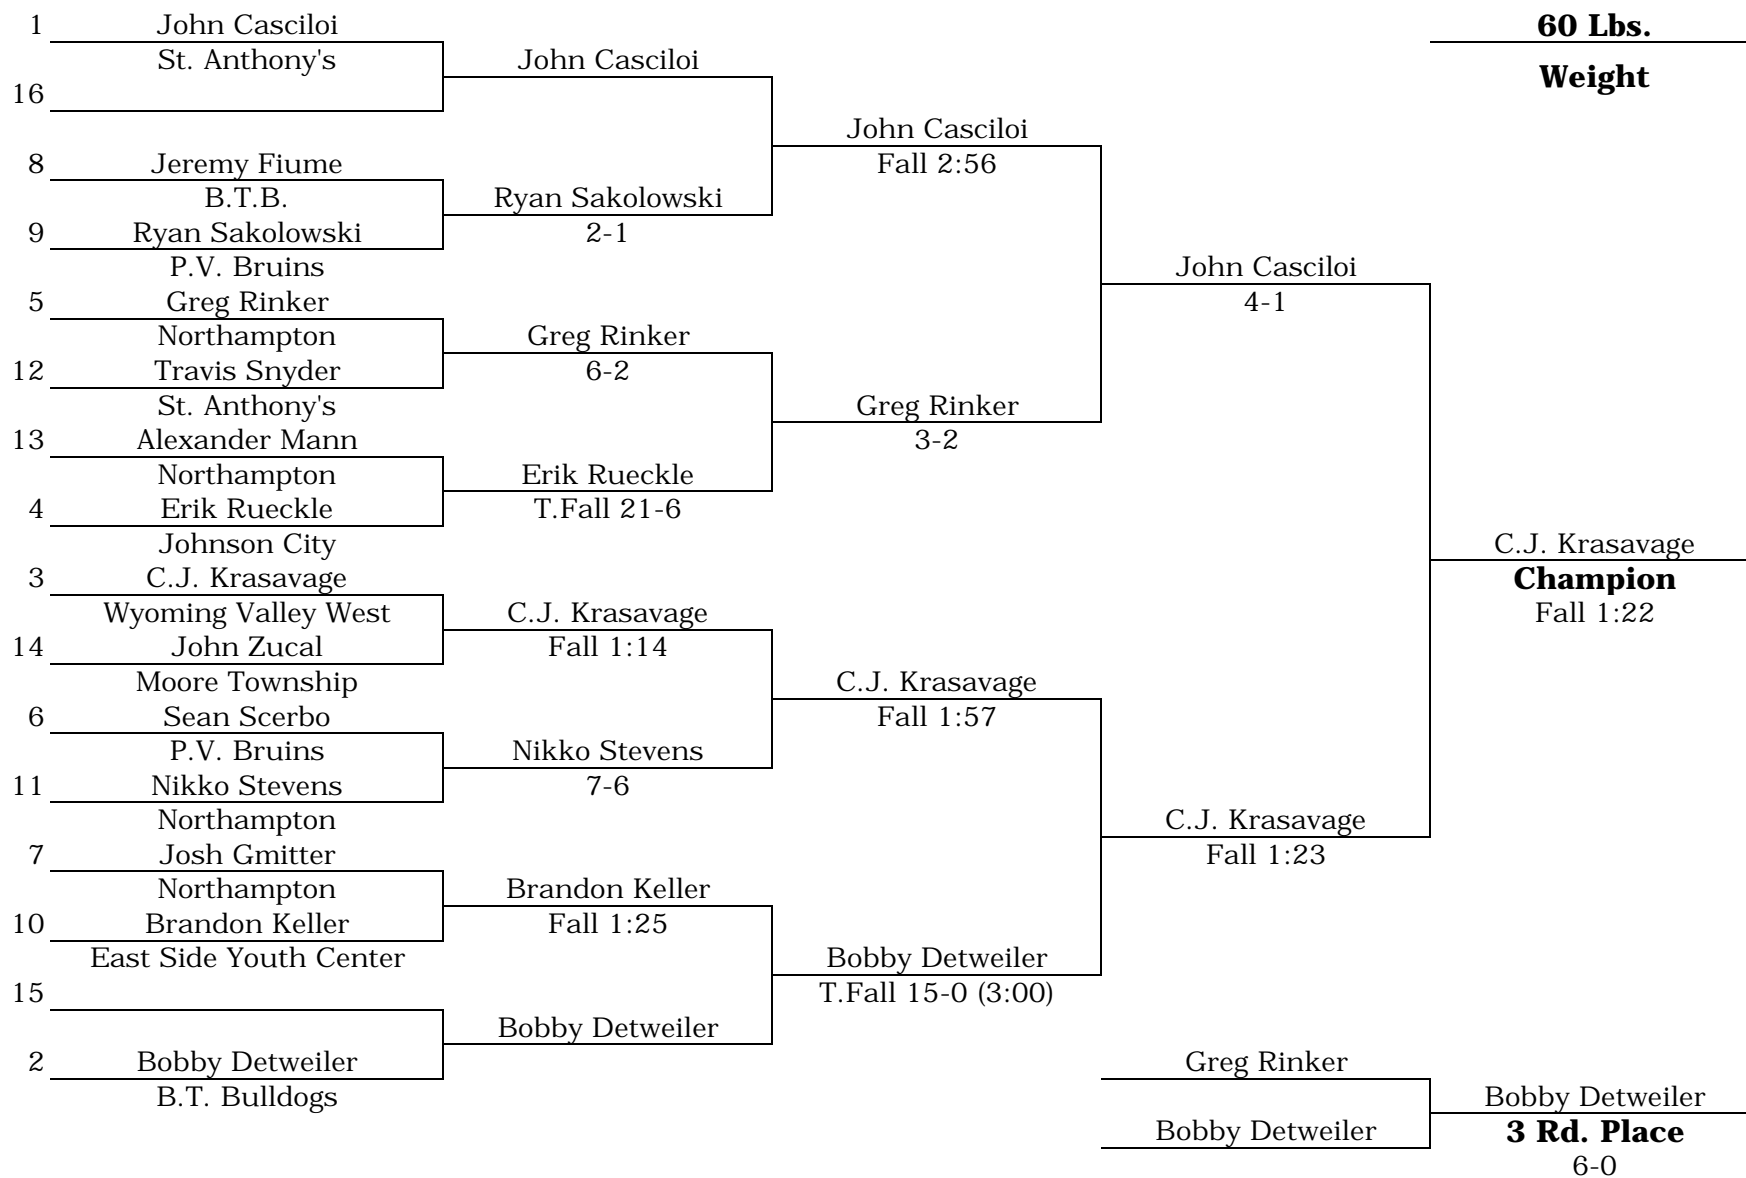 1 John Casciloi 60 Lbs.
St. Anthony's John Casciloi
Weight
16
John Casciloi
8 Jeremy Fiume Fall 2:56
B.T.B. Ryan Sakolowski
9 Ryan Sakolowski 2-1
P.V. Bruins John Casciloi
5 Greg Rinker 4-1
Northampton Greg Rinker
12 Travis Snyder 6-2
St. Anthony's Greg Rinker
13 Alexander Mann 3-2
Northampton Erik Rueckle
4 Erik Rueckle T.Fall 21-6
Johnson City C.J. Krasavage
3 C.J. Krasavage Champion
Wyoming Valley West C.J. Krasavage Fall 1:22
14 John Zucal Fall 1:14
Moore Township C.J. Krasavage
6 Sean Scerbo Fall 1:57
P.V. Bruins Nikko Stevens
11 Nikko Stevens 7-6
Northampton C.J. Krasavage
7 Josh Gmitter Fall 1:23
Northampton Brandon Keller
10 Brandon Keller Fall 1:25
East Side Youth Center Bobby Detweiler
15 T.Fall 15-0 (3:00)
Bobby Detweiler
2 Bobby Detweiler Greg Rinker
B.T. Bulldogs Bobby Detweiler
Bobby Detweiler 3 Rd. Place
6-0